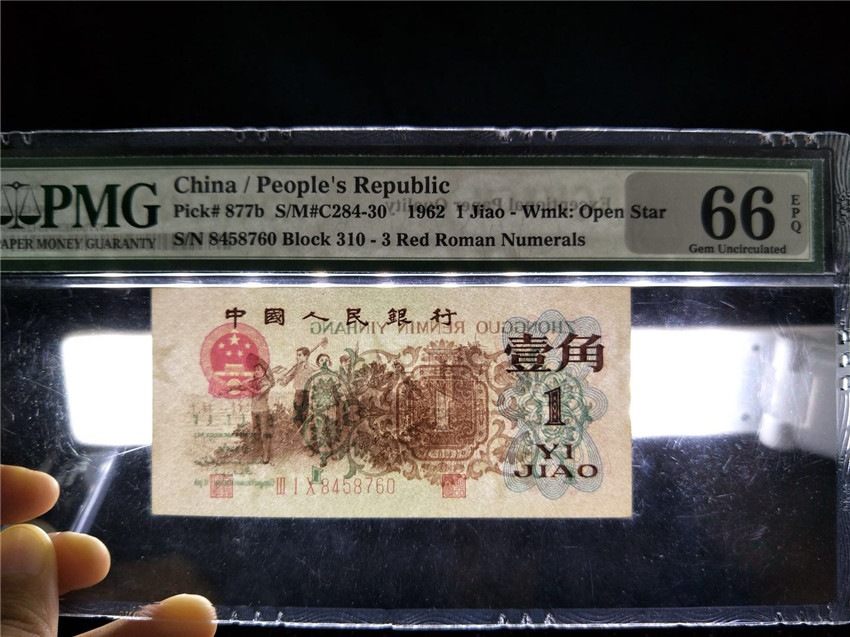 PMG
PAPER MONEY GUARANTY
China / People's Republic
Pick# 877b S/M#C284-30 1962 1 Jiao - Wmk: Open Star
S/N 8458760 Block 310 - 3 Red Roman Numerals
66
EPQ
Gem Uncirculated
中國人民銀行
ZHONGGUO RENMIN YINHANG
壹角
1
1
YI
JIAO
III I X 8458760